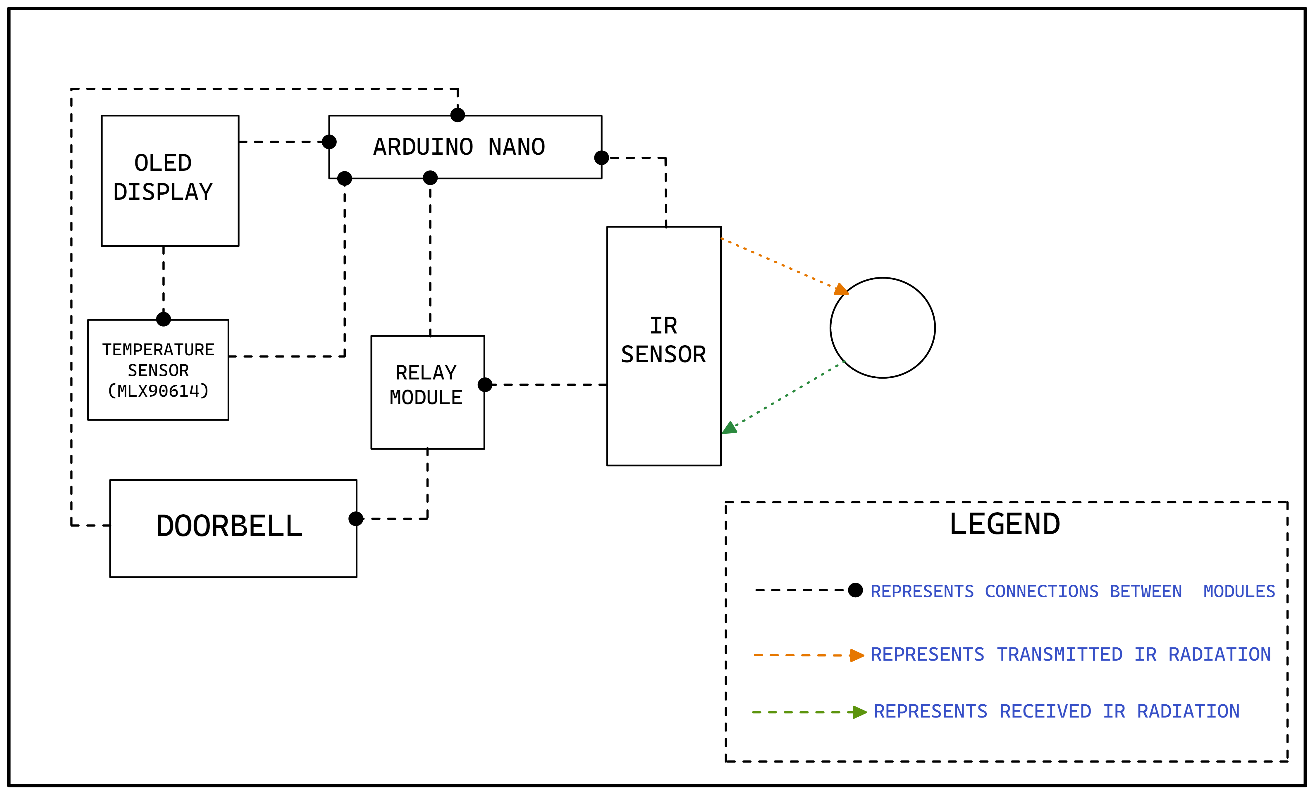 ARDUINO NANO
OLED
DISPLAY
IR
SENSOR
TEMPERATURE
SENSOR
(MLX90614)
RELAY
MODULE
DOORBELL
LEGEND
REPRESENTS CONNECTIONS BETWEEN MODULES
REPRESENTS TRANSMITTED IR RADIATION
REPRESENTS RECEIVED IR RADIATION